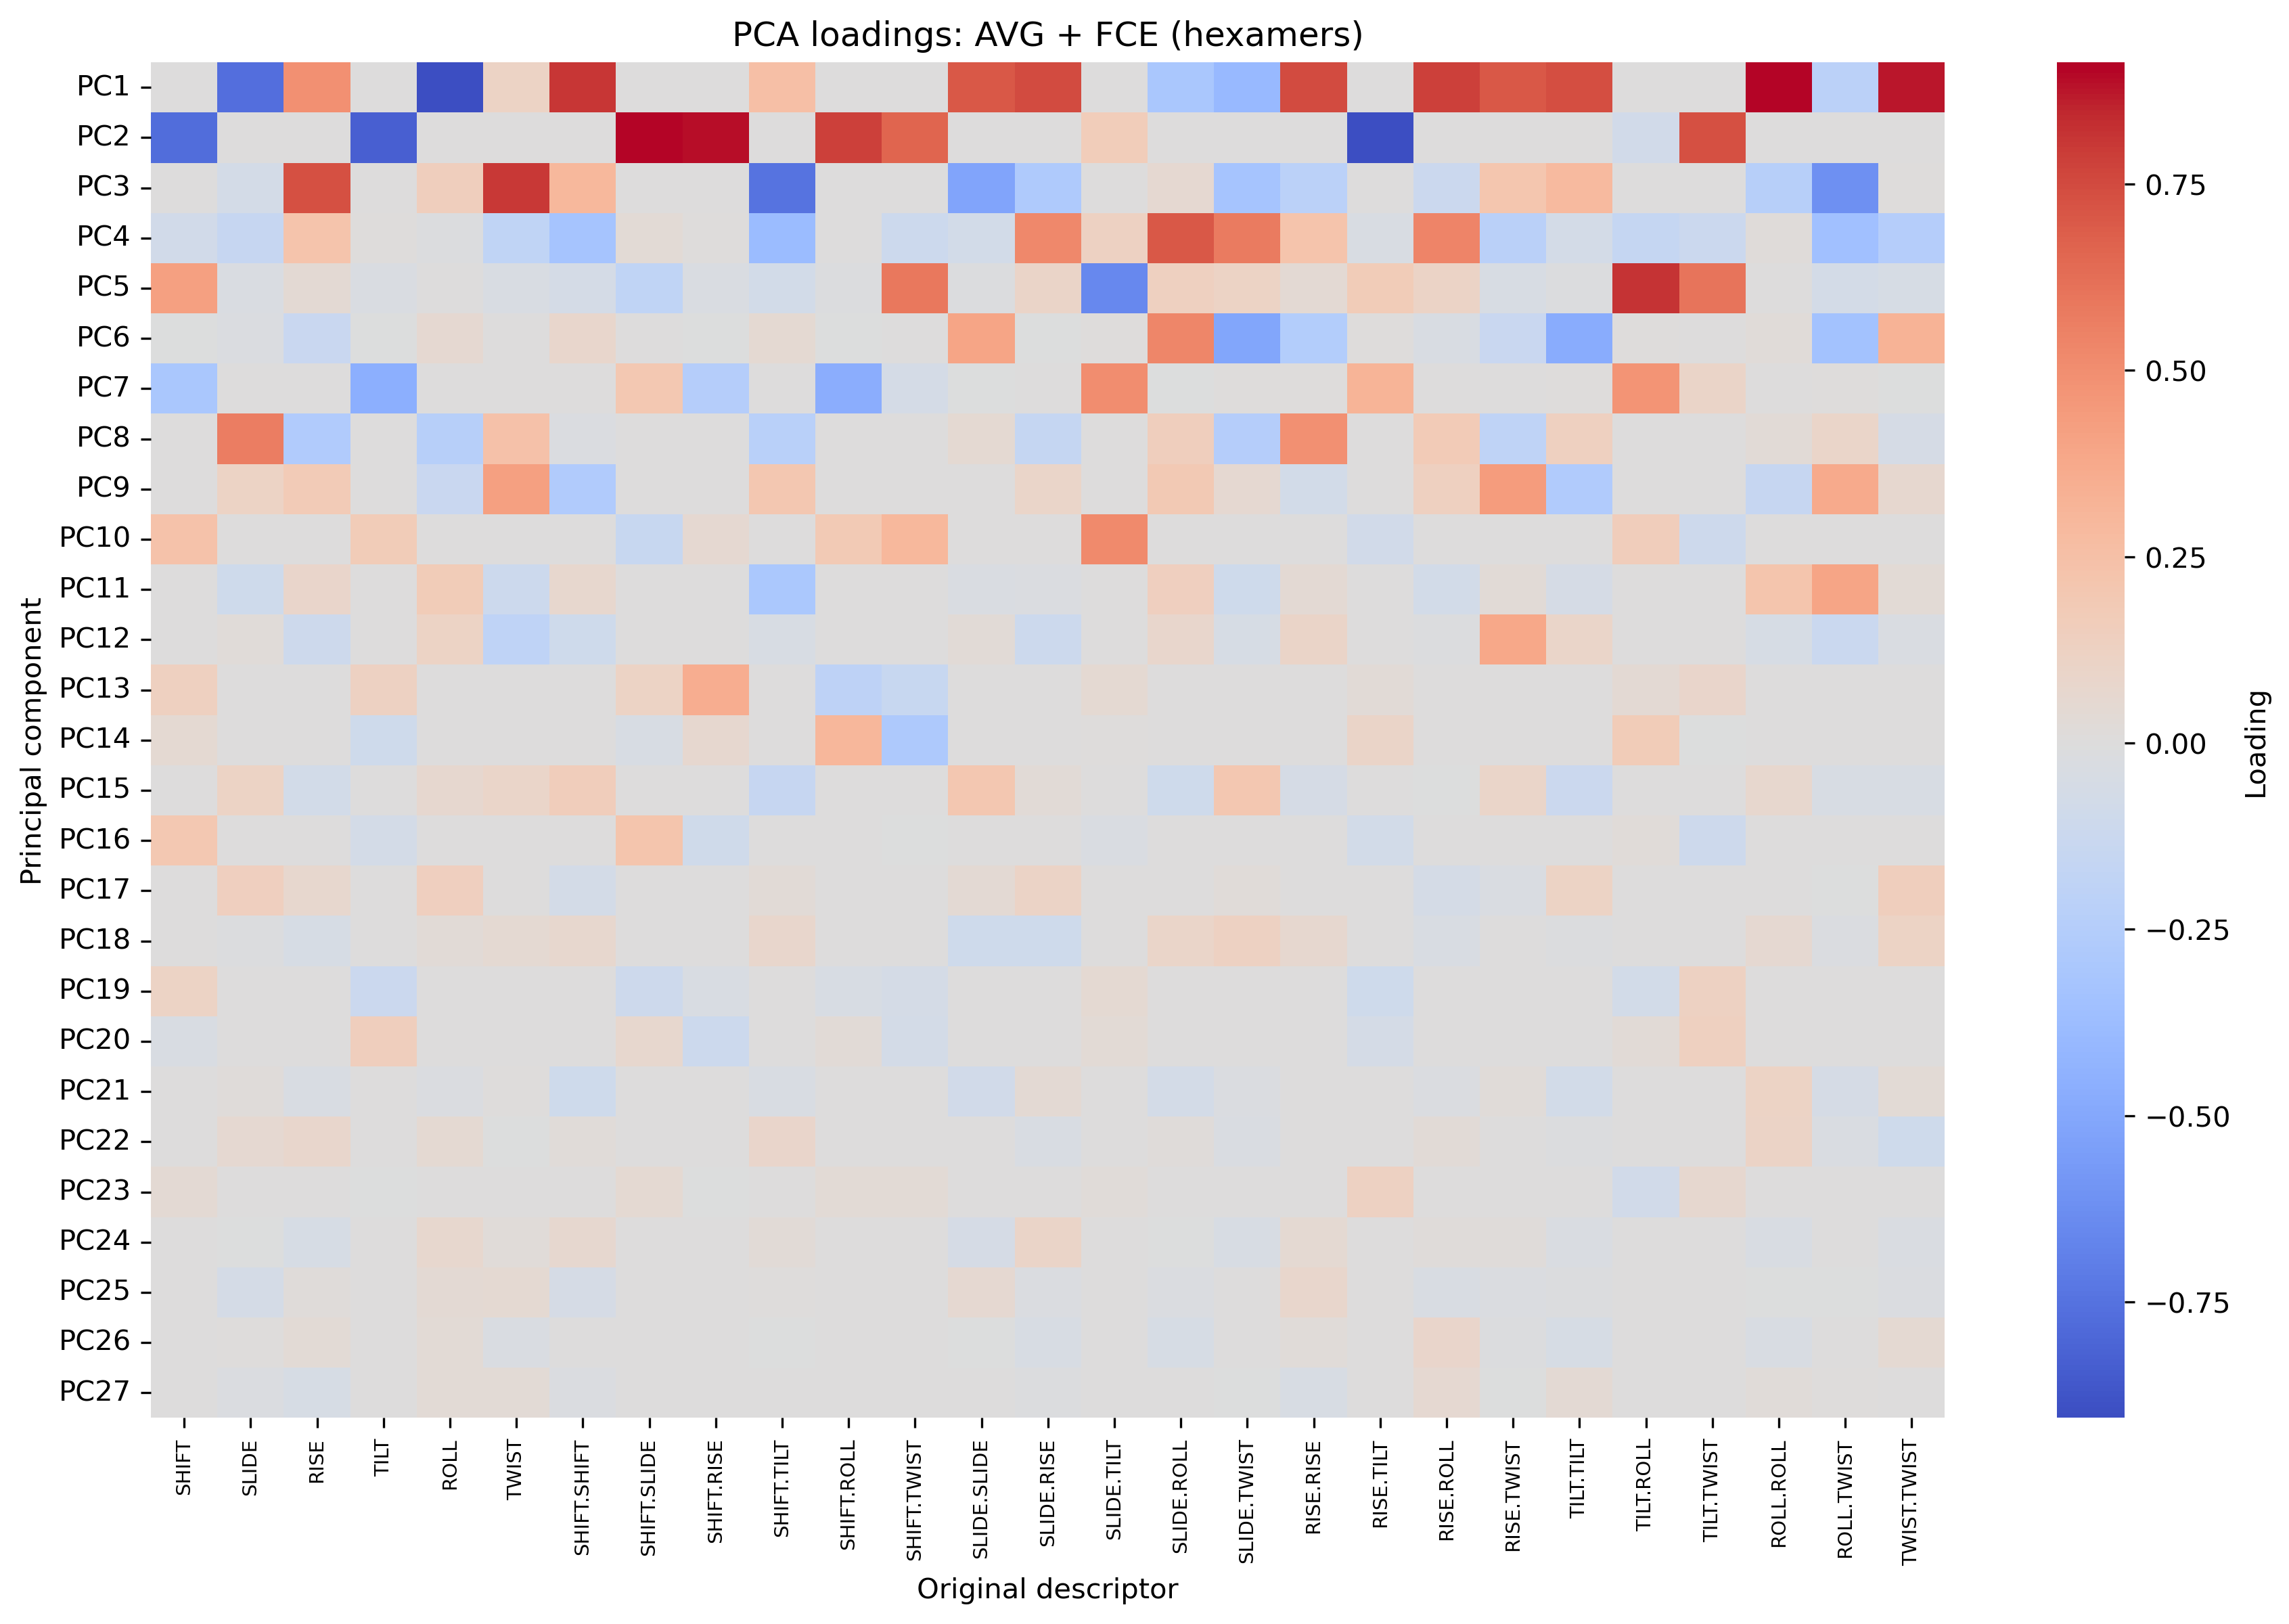 PCA loadings: AVG + FCE (hexamers)
Principal component
PC1
PC2
PC3
PC4
PC5
PC6
PC7
PC8
PC9
PC10
PC11
PC12
PC13
PC14
PC15
PC16
PC17
PC18
PC19
PC20
PC21
PC22
PC23
PC24
PC25
PC26
PC27
SHIFT
SLIDE
RISE
TILT
ROLL
TWIST
SHIFT.SHIFT
SHIFT.SLIDE
SHIFT.RISE
SHIFT.TILT
SHIFT.ROLL
SHIFT.TWIST
SLIDE.SLIDE
SLIDE.RISE
SLIDE.TILT
SLIDE.ROLL
SLIDE.TWIST
RISE.RISE
RISE.TILT
RISE.ROLL
RISE.TWIST
TILT.TILT
TILT.ROLL
TILT.TWIST
ROLL.ROLL
ROLL.TWIST
TWIST.TWIST
Original descriptor
0.75
0.50
0.25
0.00
−0.25
−0.50
−0.75
Loading